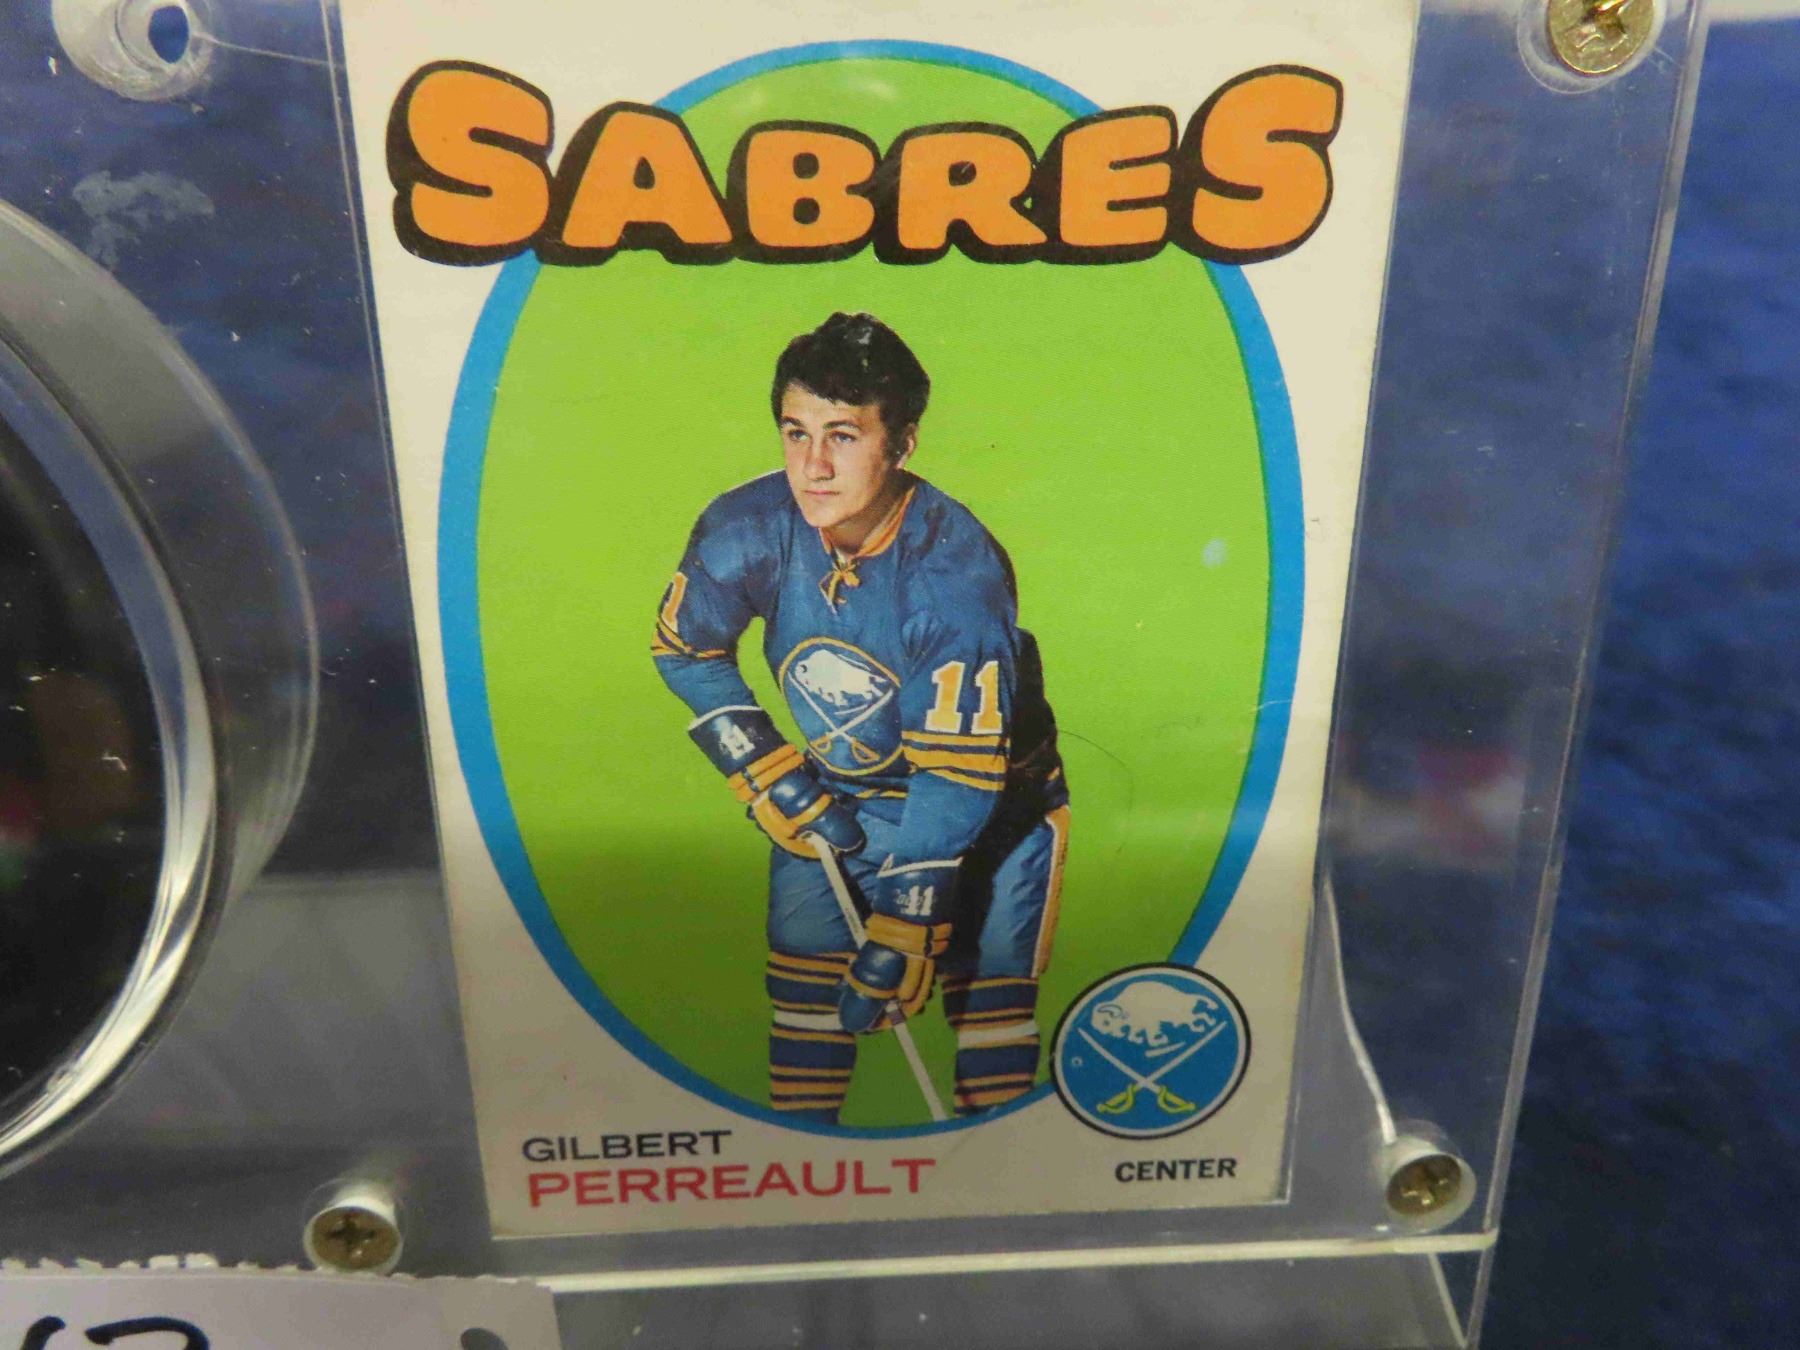 SABRES
11
11
11
GILBERT
PERREAULT
CENTER